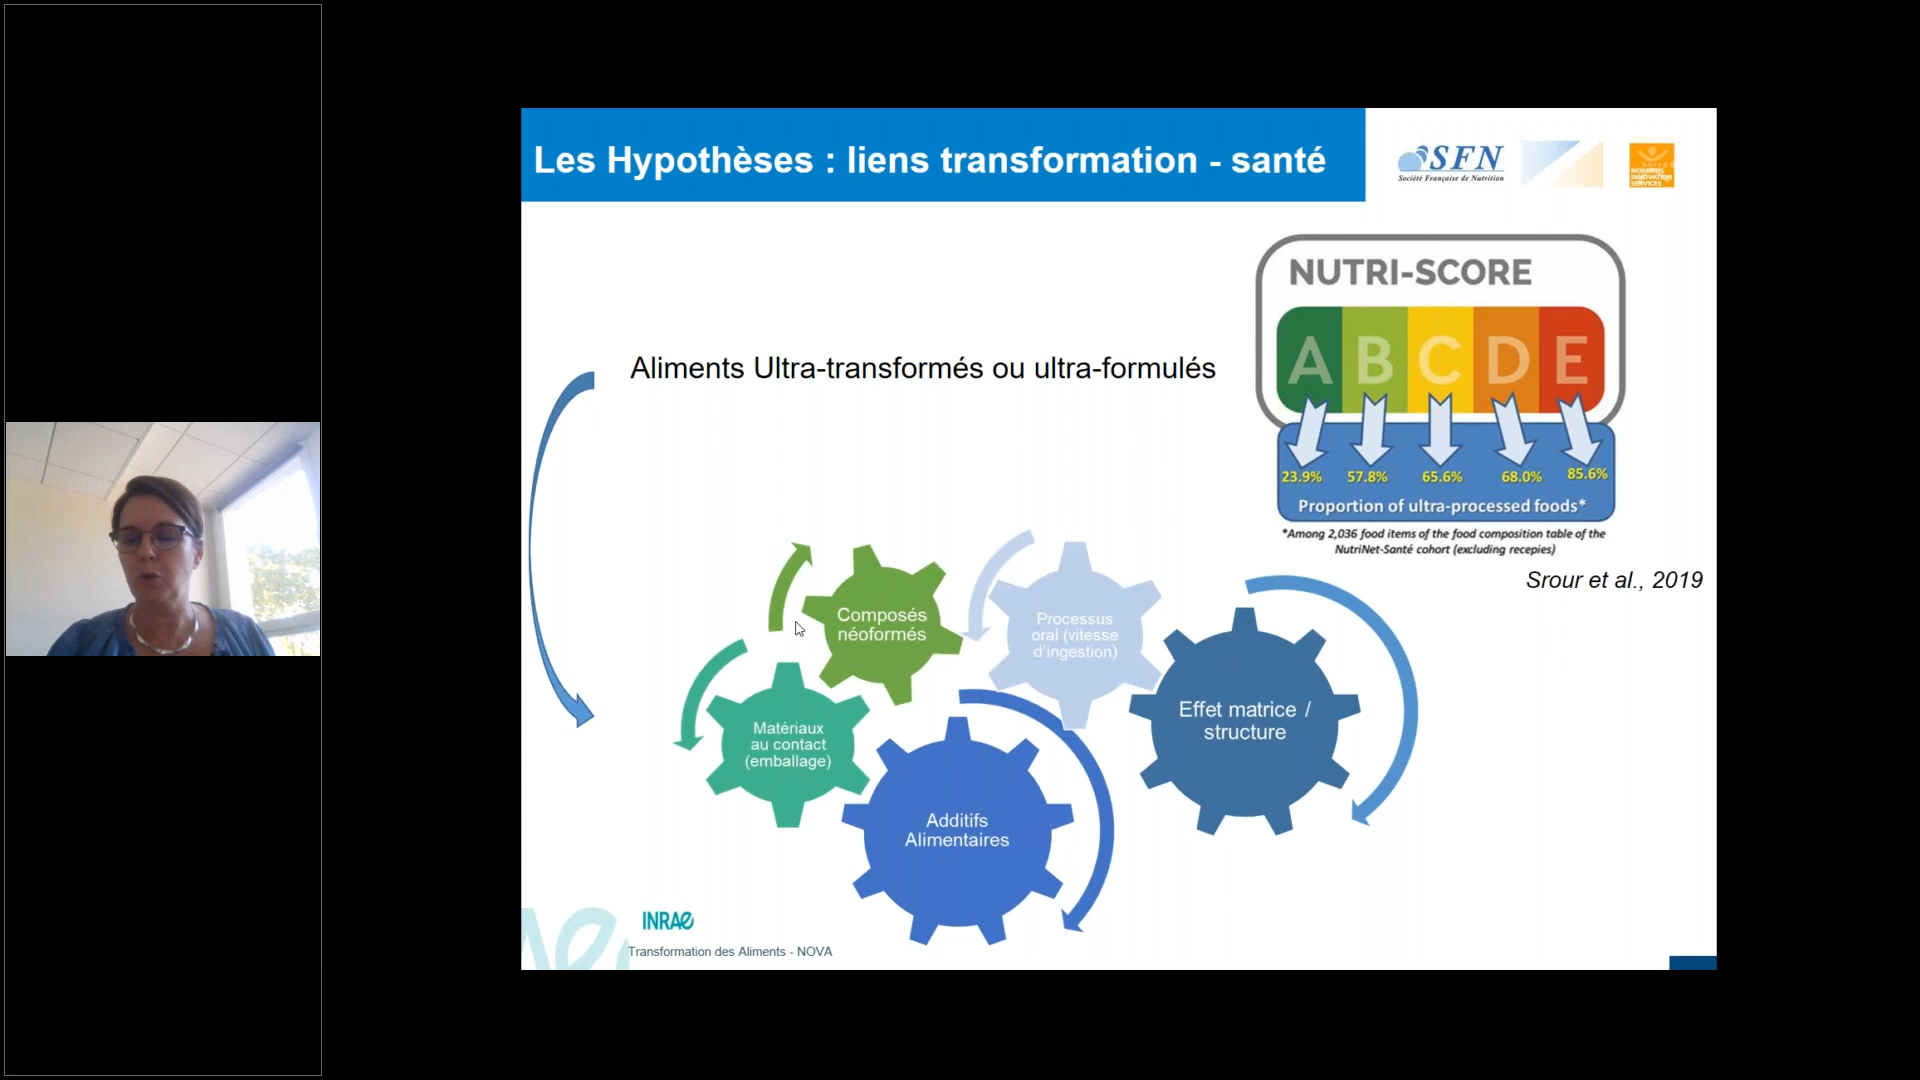 Les Hypothèses : liens transformation - santé
SFN
Société Française de Nutrition
BIOFORTIS
INNOVATION
SERVICES
NUTRI-SCORE
A B C D E
23.9% 57.8% 65.6% 68.0% 85.6%
Proportion of ultra-processed foods*
*Among 2,036 food items of the food composition table of the
NutriNet-Santé cohort (excluding recepies)
Srour et al., 2019
Aliments Ultra-transformés ou ultra-formulés
Composés
néoformés
Processus
oral (vitesse
d'ingestion)
Effet matrice /
structure
Matériaux
au contact
(emballage)
Additifs
Alimentaires
INRAE
Transformation des Aliments - NOVA